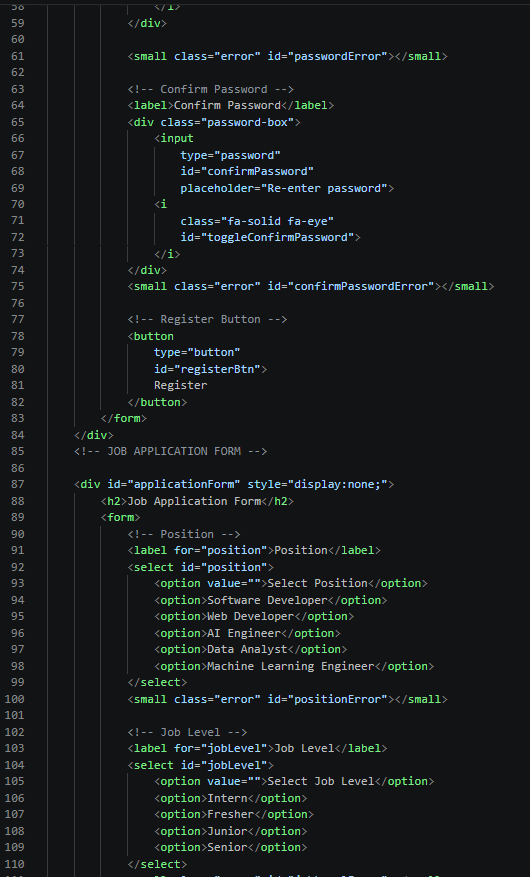 58 </i>
59 </div>
60
61 <small class="error" id="passwordError"></small>
62
63 <!-- Confirm Password -->
64 <label>Confirm Password</label>
65 <div class="password-box">
66 <input
67 type="password"
68 id="confirmPassword"
69 placeholder="Re-enter password">
70 <i
71 class="fa-solid fa-eye"
72 id="toggleConfirmPassword">
73 </i>
74 </div>
75 <small class="error" id="confirmPasswordError"></small>
76
77 <!-- Register Button -->
78 <button
79 type="button"
80 id="registerBtn">
81 Register
82 </button>
83 </form>
84 </div>
85 <!-- JOB APPLICATION FORM -->
86
87 <div id="applicationForm" style="display:none;">
88 <h2>Job Application Form</h2>
89 <form>
90 <!-- Position -->
91 <label for="position">Position</label>
92 <select id="position">
93 <option value="">Select Position</option>
94 <option>Software Developer</option>
95 <option>Web Developer</option>
96 <option>AI Engineer</option>
97 <option>Data Analyst</option>
98 <option>Machine Learning Engineer</option>
99 </select>
100 <small class="error" id="positionError"></small>
101
102 <!-- Job Level -->
103 <label for="jobLevel">Job Level</label>
104 <select id="jobLevel">
105 <option value="">Select Job Level</option>
106 <option>Intern</option>
107 <option>Fresher</option>
108 <option>Junior</option>
109 <option>Senior</option>
110 </select>